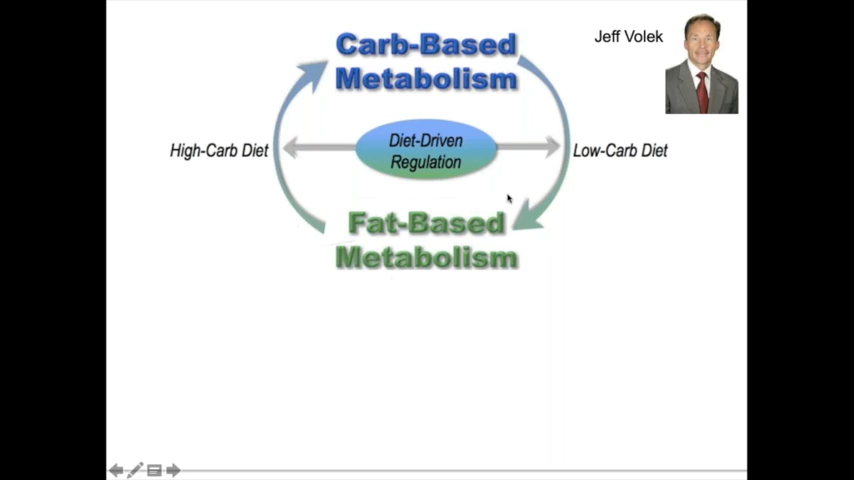 Carb-Based
Metabolism
Jeff Volek
High-Carb Diet
Diet-Driven
Regulation
Low-Carb Diet
Fat-Based
Metabolism